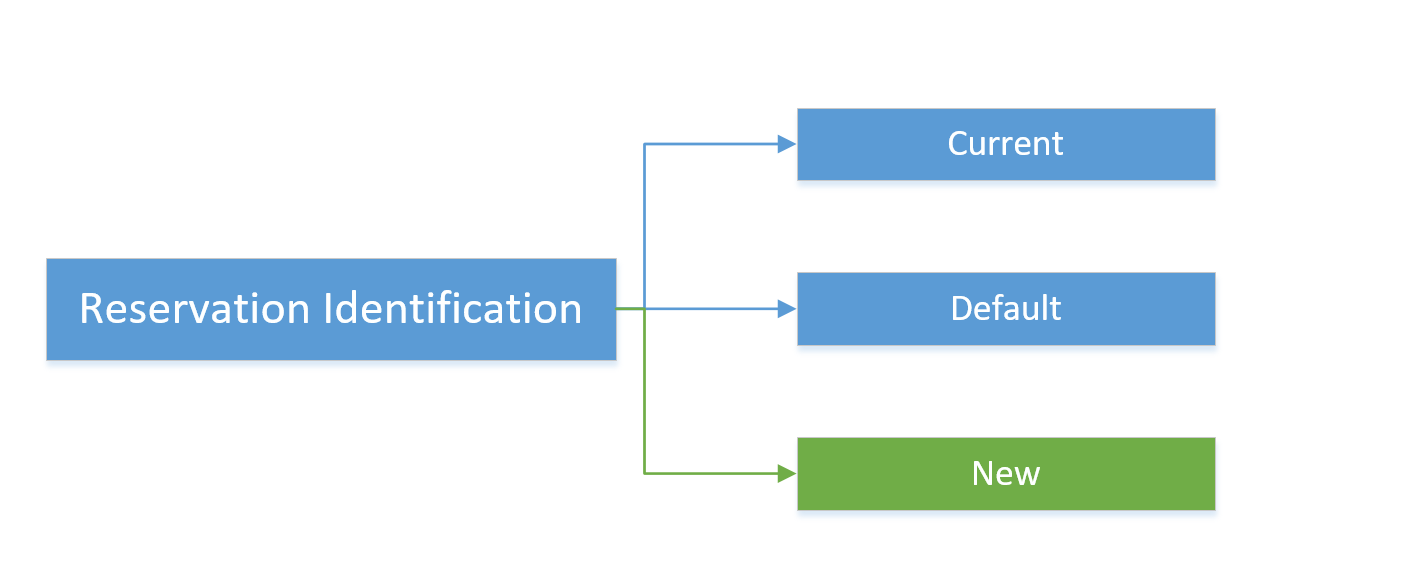 Current
Reservation Identification
Default
New